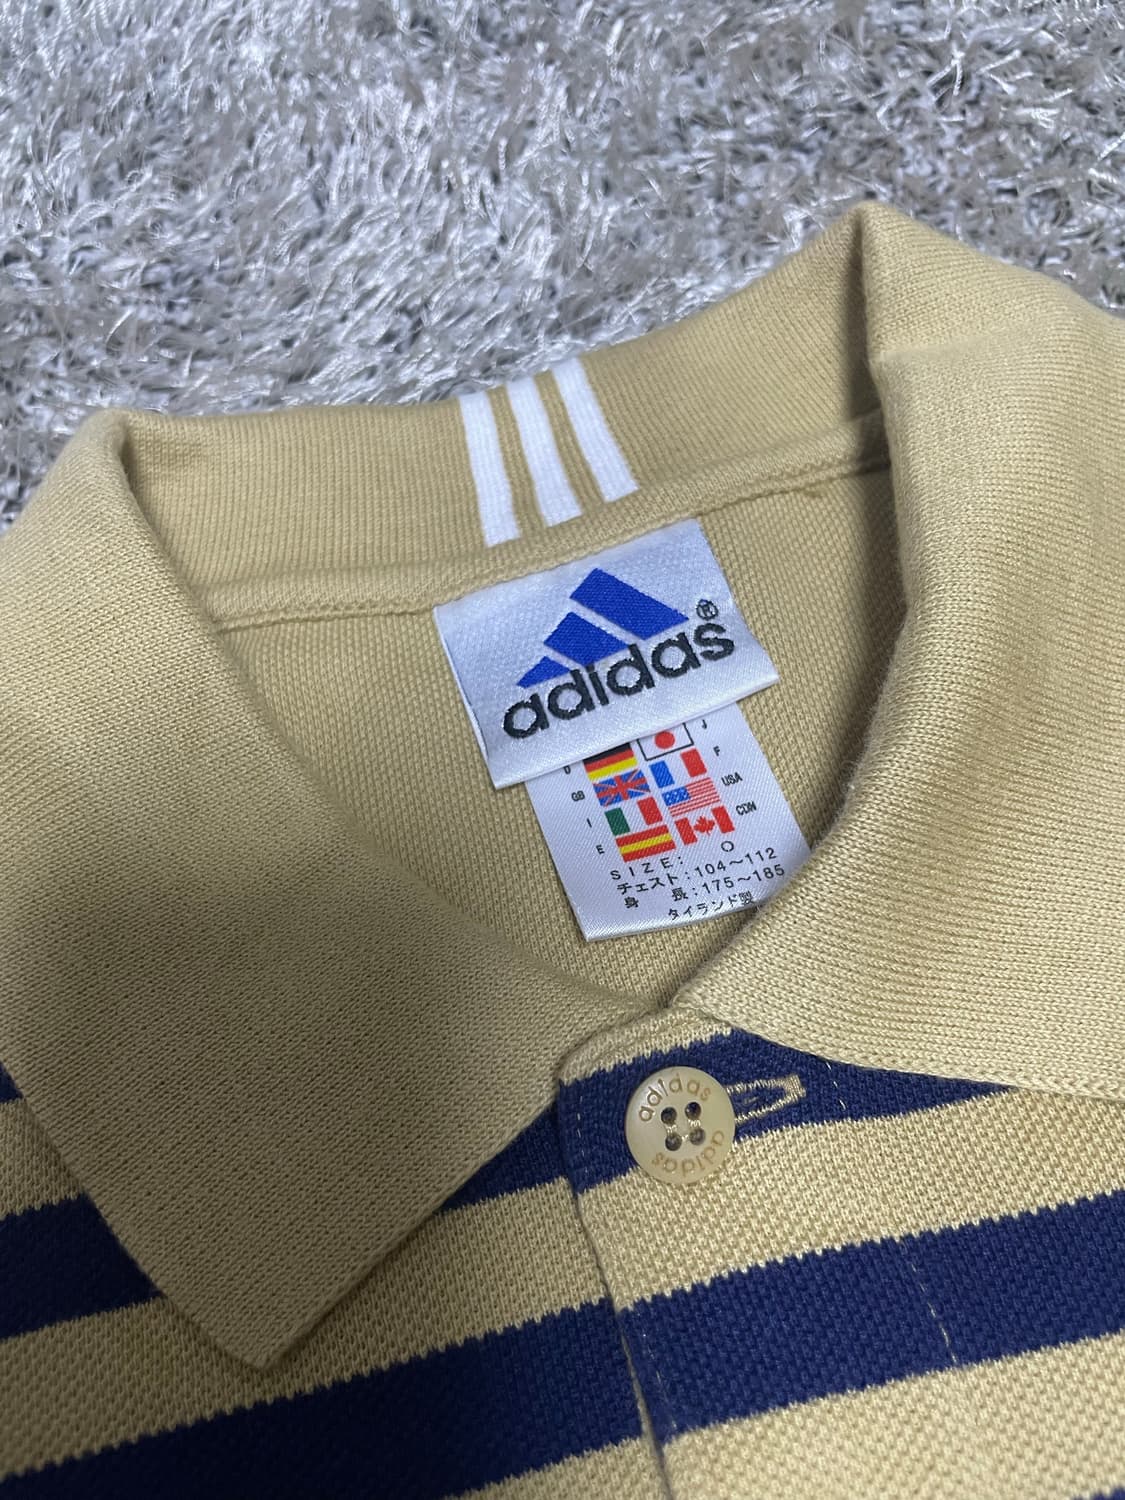 adidas®
J
D
F
GB
USA
I
CDN
E
SIZE: O
チェスト:104～112
身 長:175～185
タイランド製
adidas
adidas